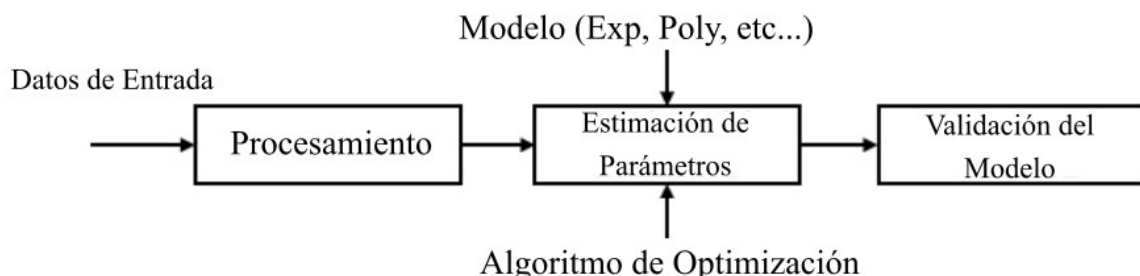 Modelo (Exp, Poly, etc...)
Datos de Entrada
Procesamiento
Estimación de
Parámetros
Validación del
Modelo
Algoritmo de Optimización